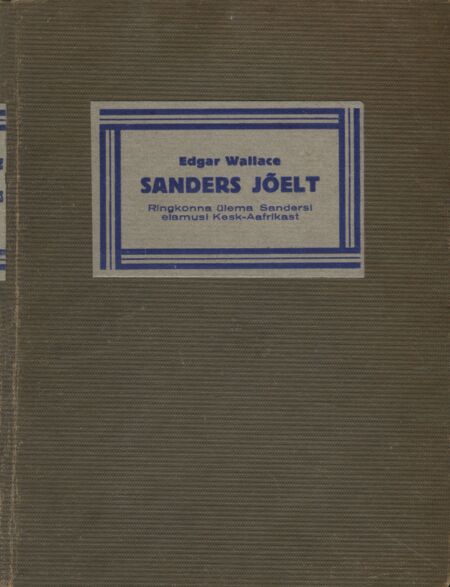 Edgar Wallace
SANDERS JÕELT
Ringkonna ülema Sandersi
elamusi Kesk-Aafrikast